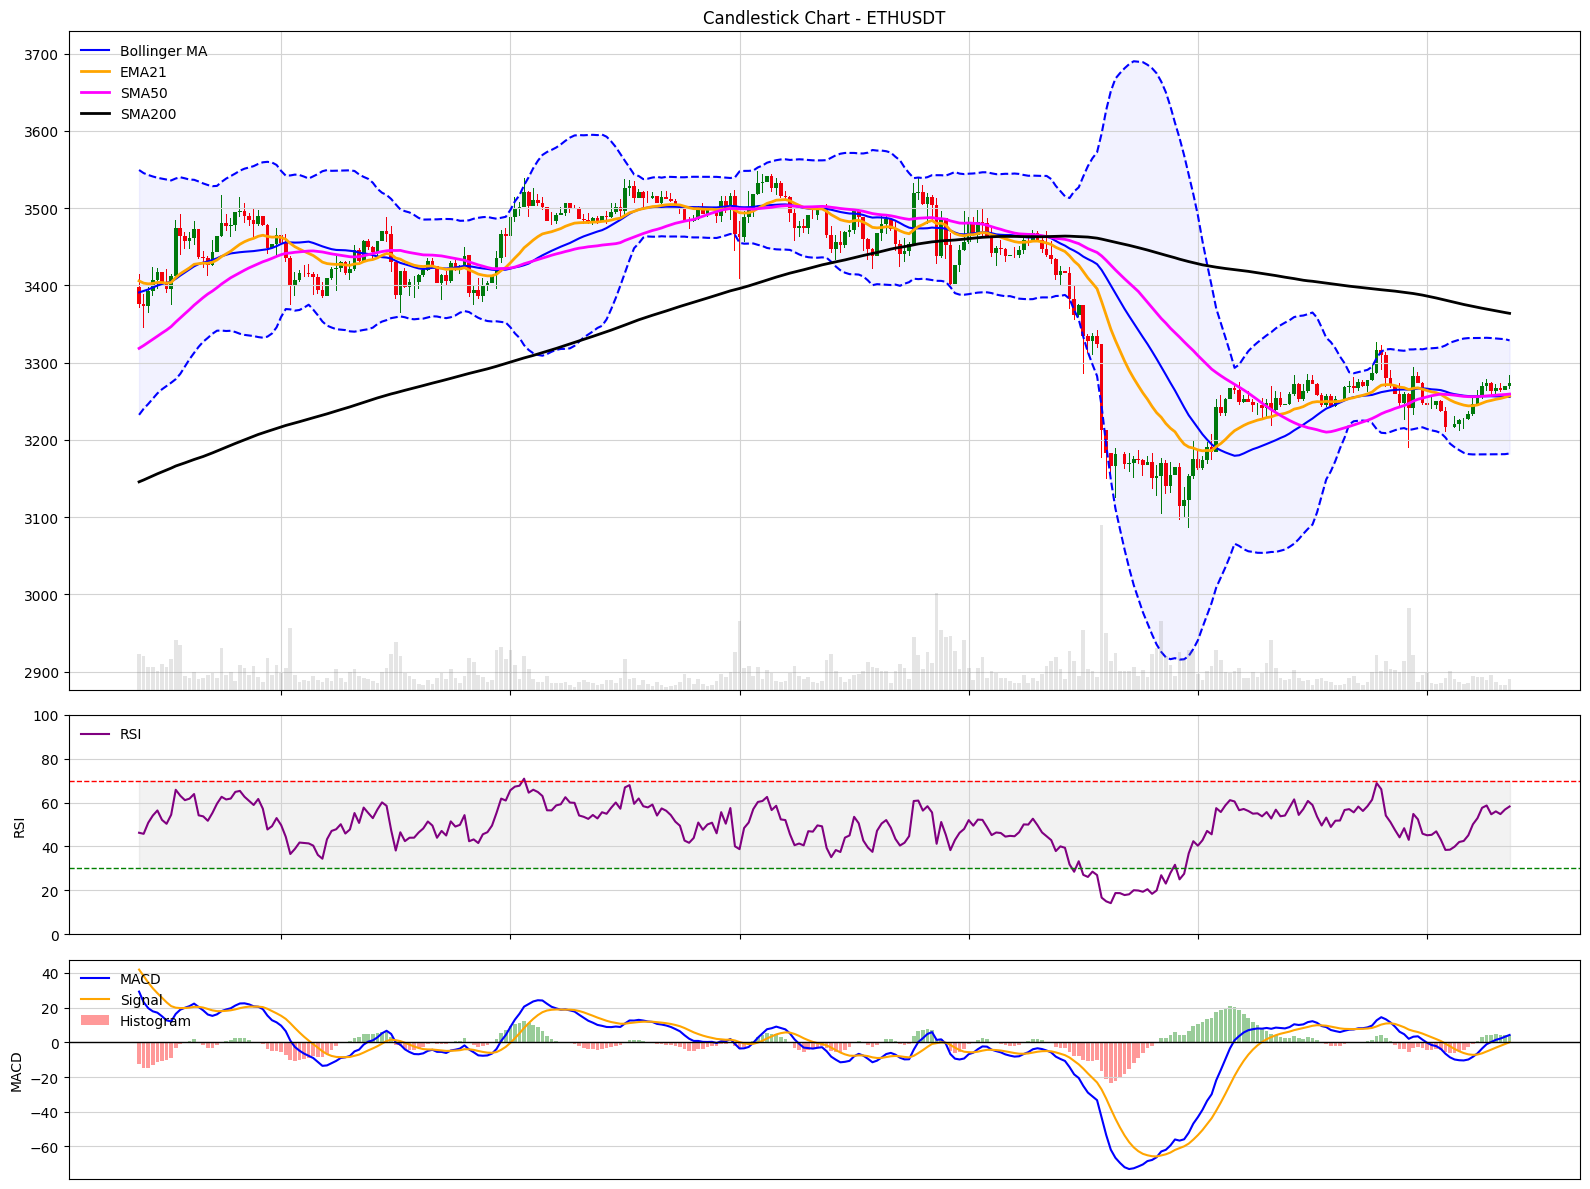 Candlestick Chart - ETHUSDT
3700
3600
3500
3400
3300
3200
3100
3000
2900
Bollinger MA
EMA21
SMA50
SMA200
100
80
60
40
20
0
RSI
RSI
40
20
0
−20
−40
−60
MACD
MACD
Signal
Histogram